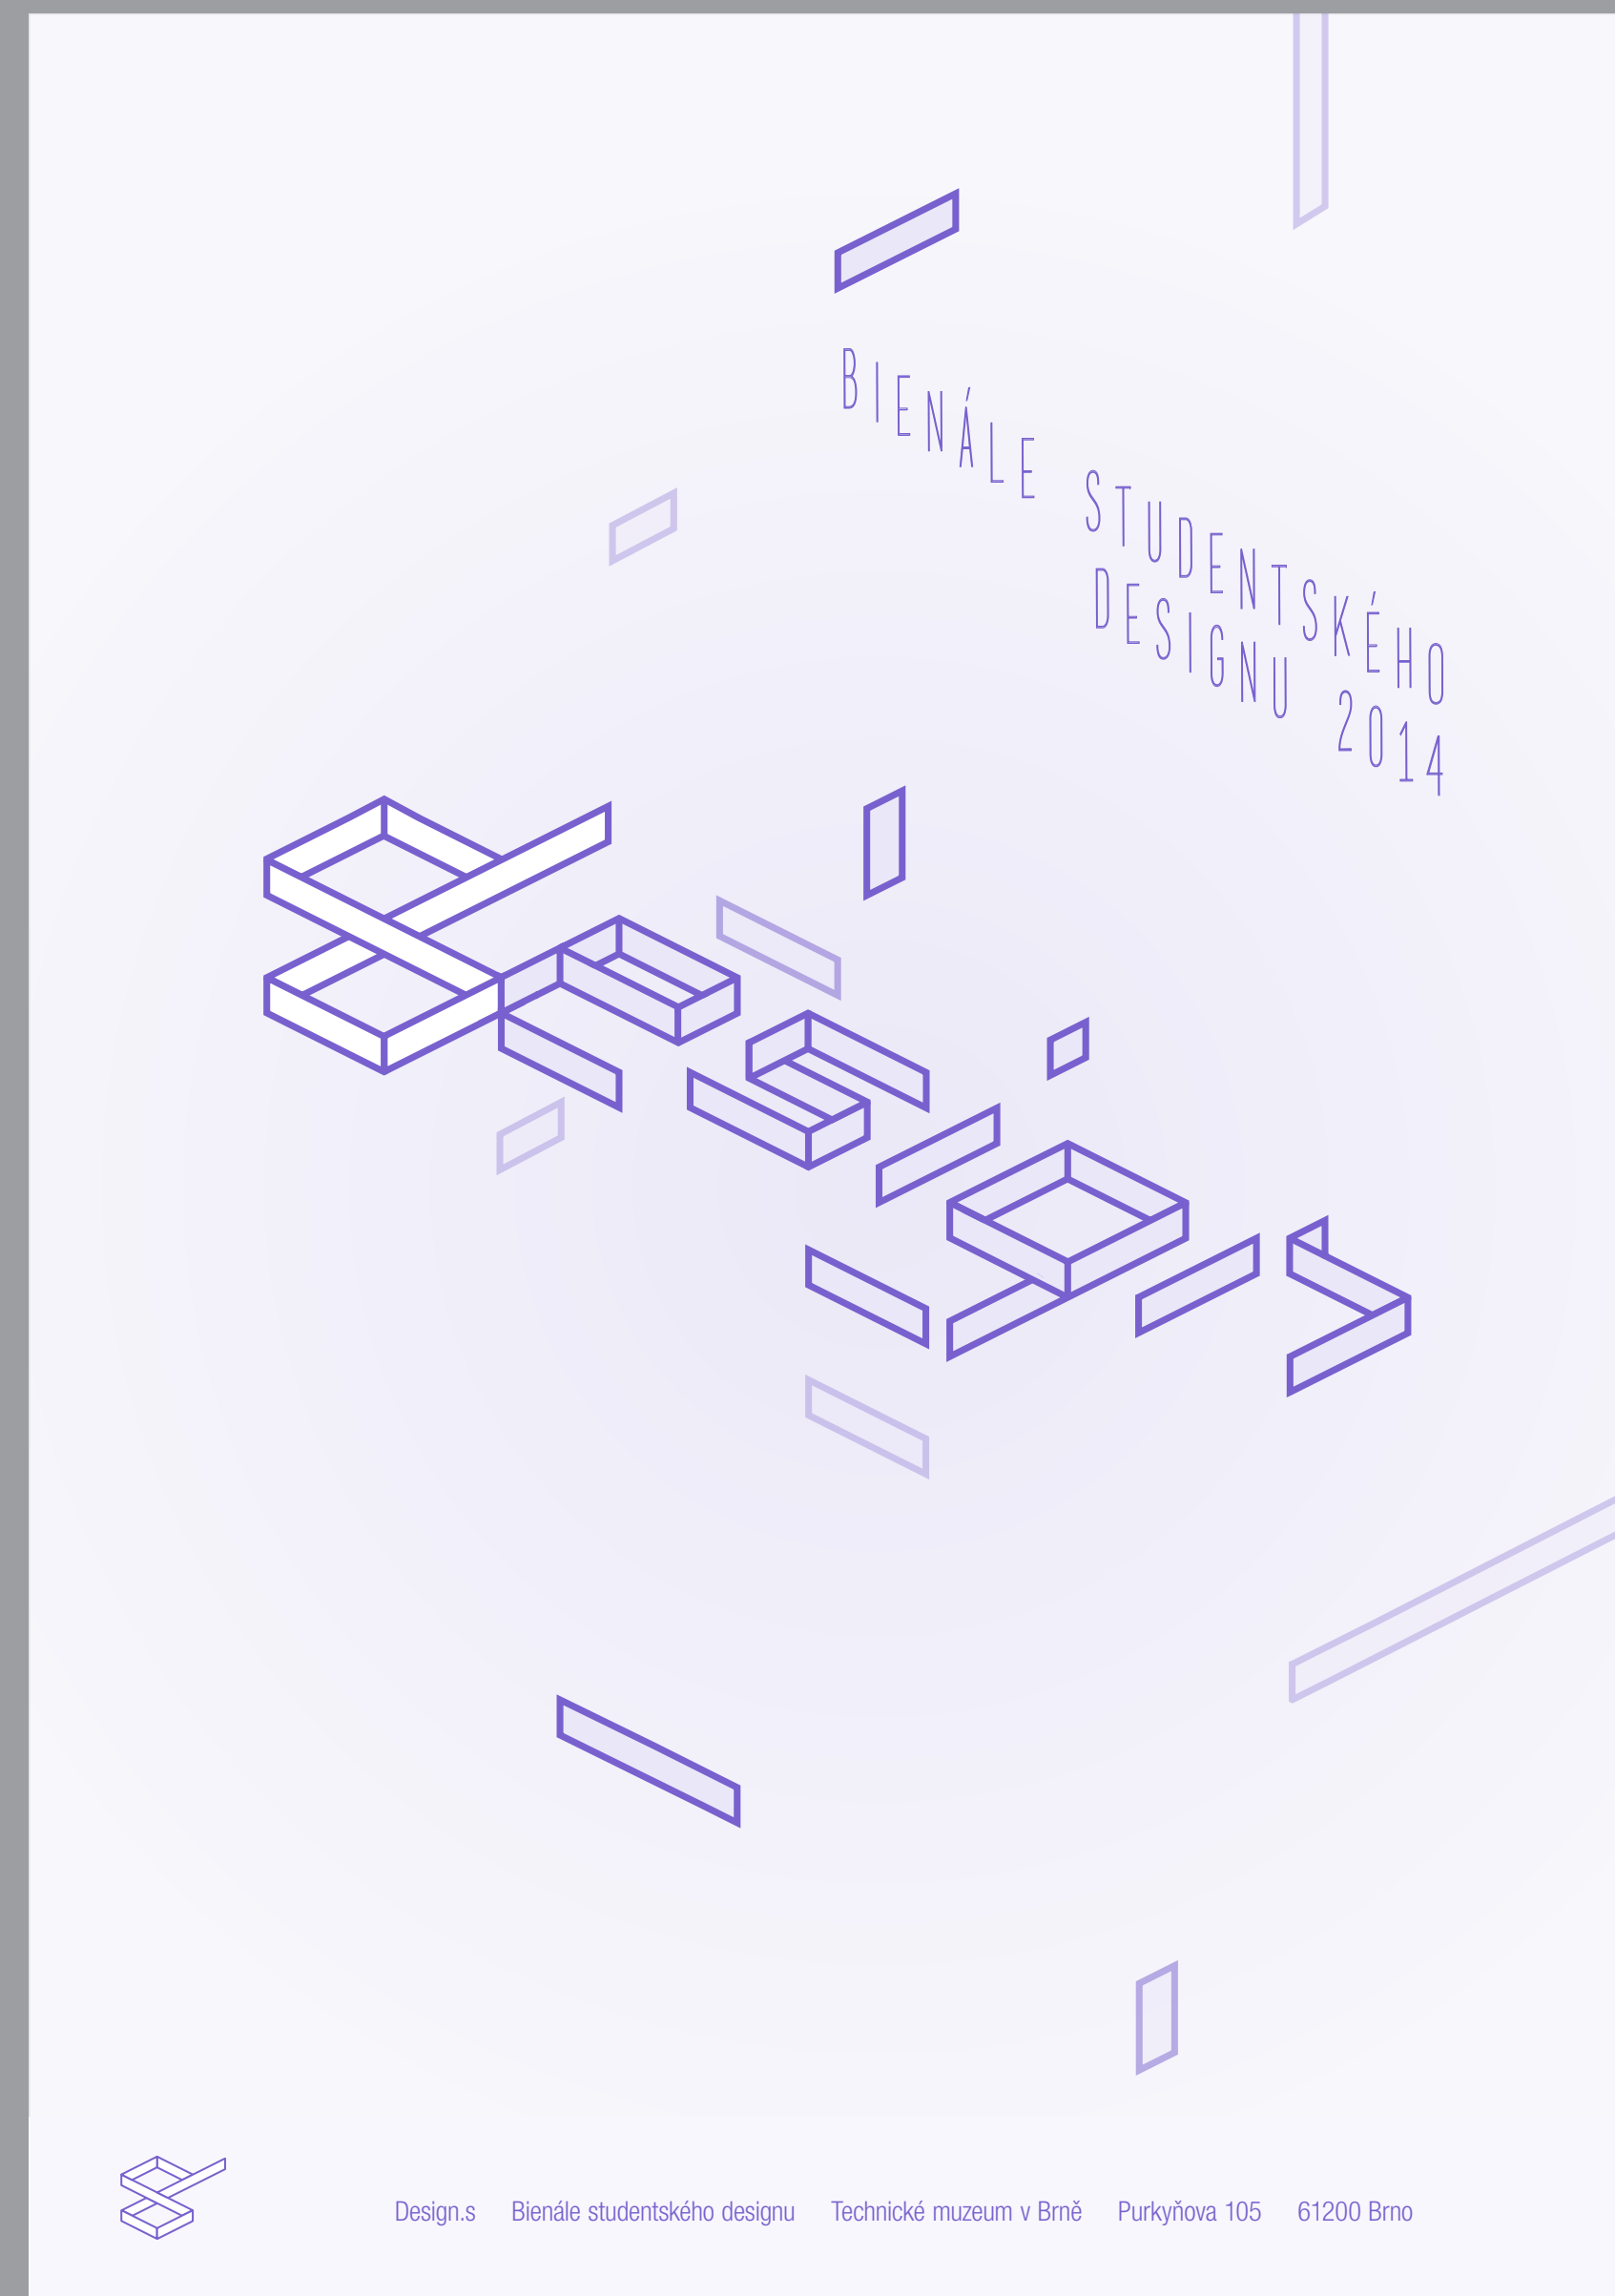 BIENÁLE STUDENTSKÉHO
DESIGNU 2014
Design.s Bienále studentského designu Technické muzeum v Brně Purkyňova 105 61200 Brno